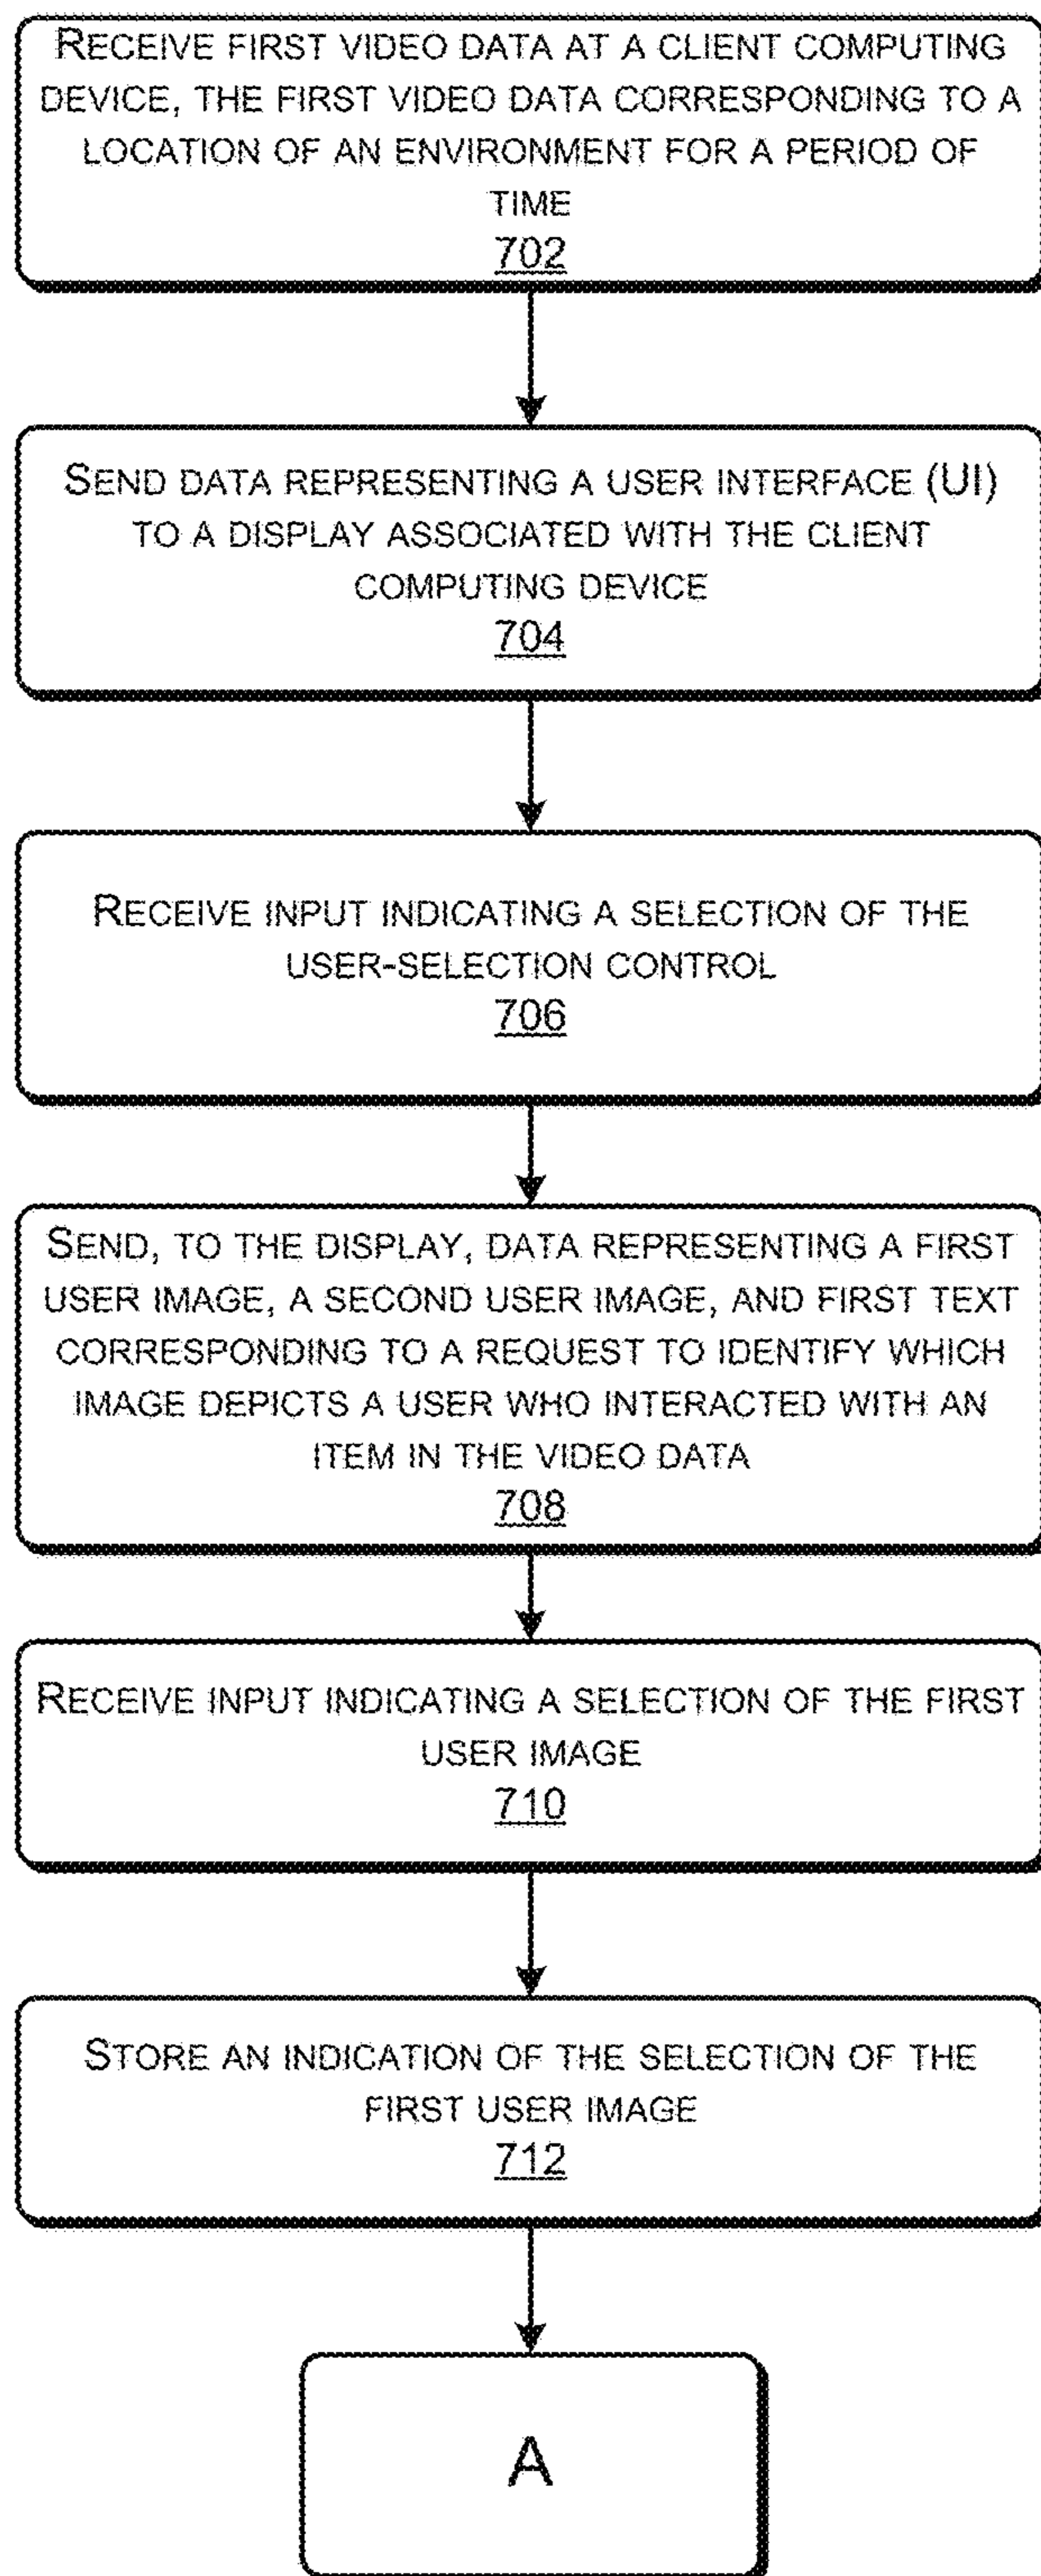 RECEIVE FIRST VIDEO DATA AT A CLIENT COMPUTING
DEVICE, THE FIRST VIDEO DATA CORRESPONDING TO A
LOCATION OF AN ENVIRONMENT FOR A PERIOD OF
TIME
702
SEND DATA REPRESENTING A USER INTERFACE (UI)
TO A DISPLAY ASSOCIATED WITH THE CLIENT
COMPUTING DEVICE
704
RECEIVE INPUT INDICATING A SELECTION OF THE
USER-SELECTION CONTROL
706
SEND, TO THE DISPLAY, DATA REPRESENTING A FIRST
USER IMAGE, A SECOND USER IMAGE, AND FIRST TEXT
CORRESPONDING TO A REQUEST TO IDENTIFY WHICH
IMAGE DEPICTS A USER WHO INTERACTED WITH AN
ITEM IN THE VIDEO DATA
708
RECEIVE INPUT INDICATING A SELECTION OF THE FIRST
USER IMAGE
710
STORE AN INDICATION OF THE SELECTION OF THE
FIRST USER IMAGE
712
A